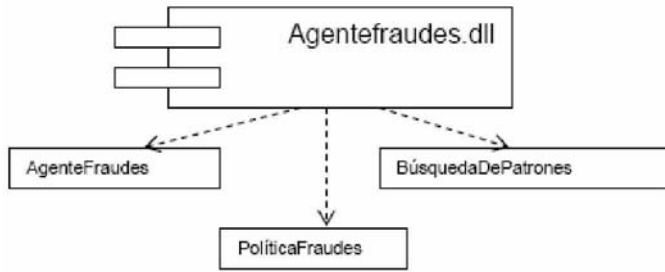 Agentefraudes.dll
AgenteFraudes
BúsquedaDePatrones
PolíticaFraudes